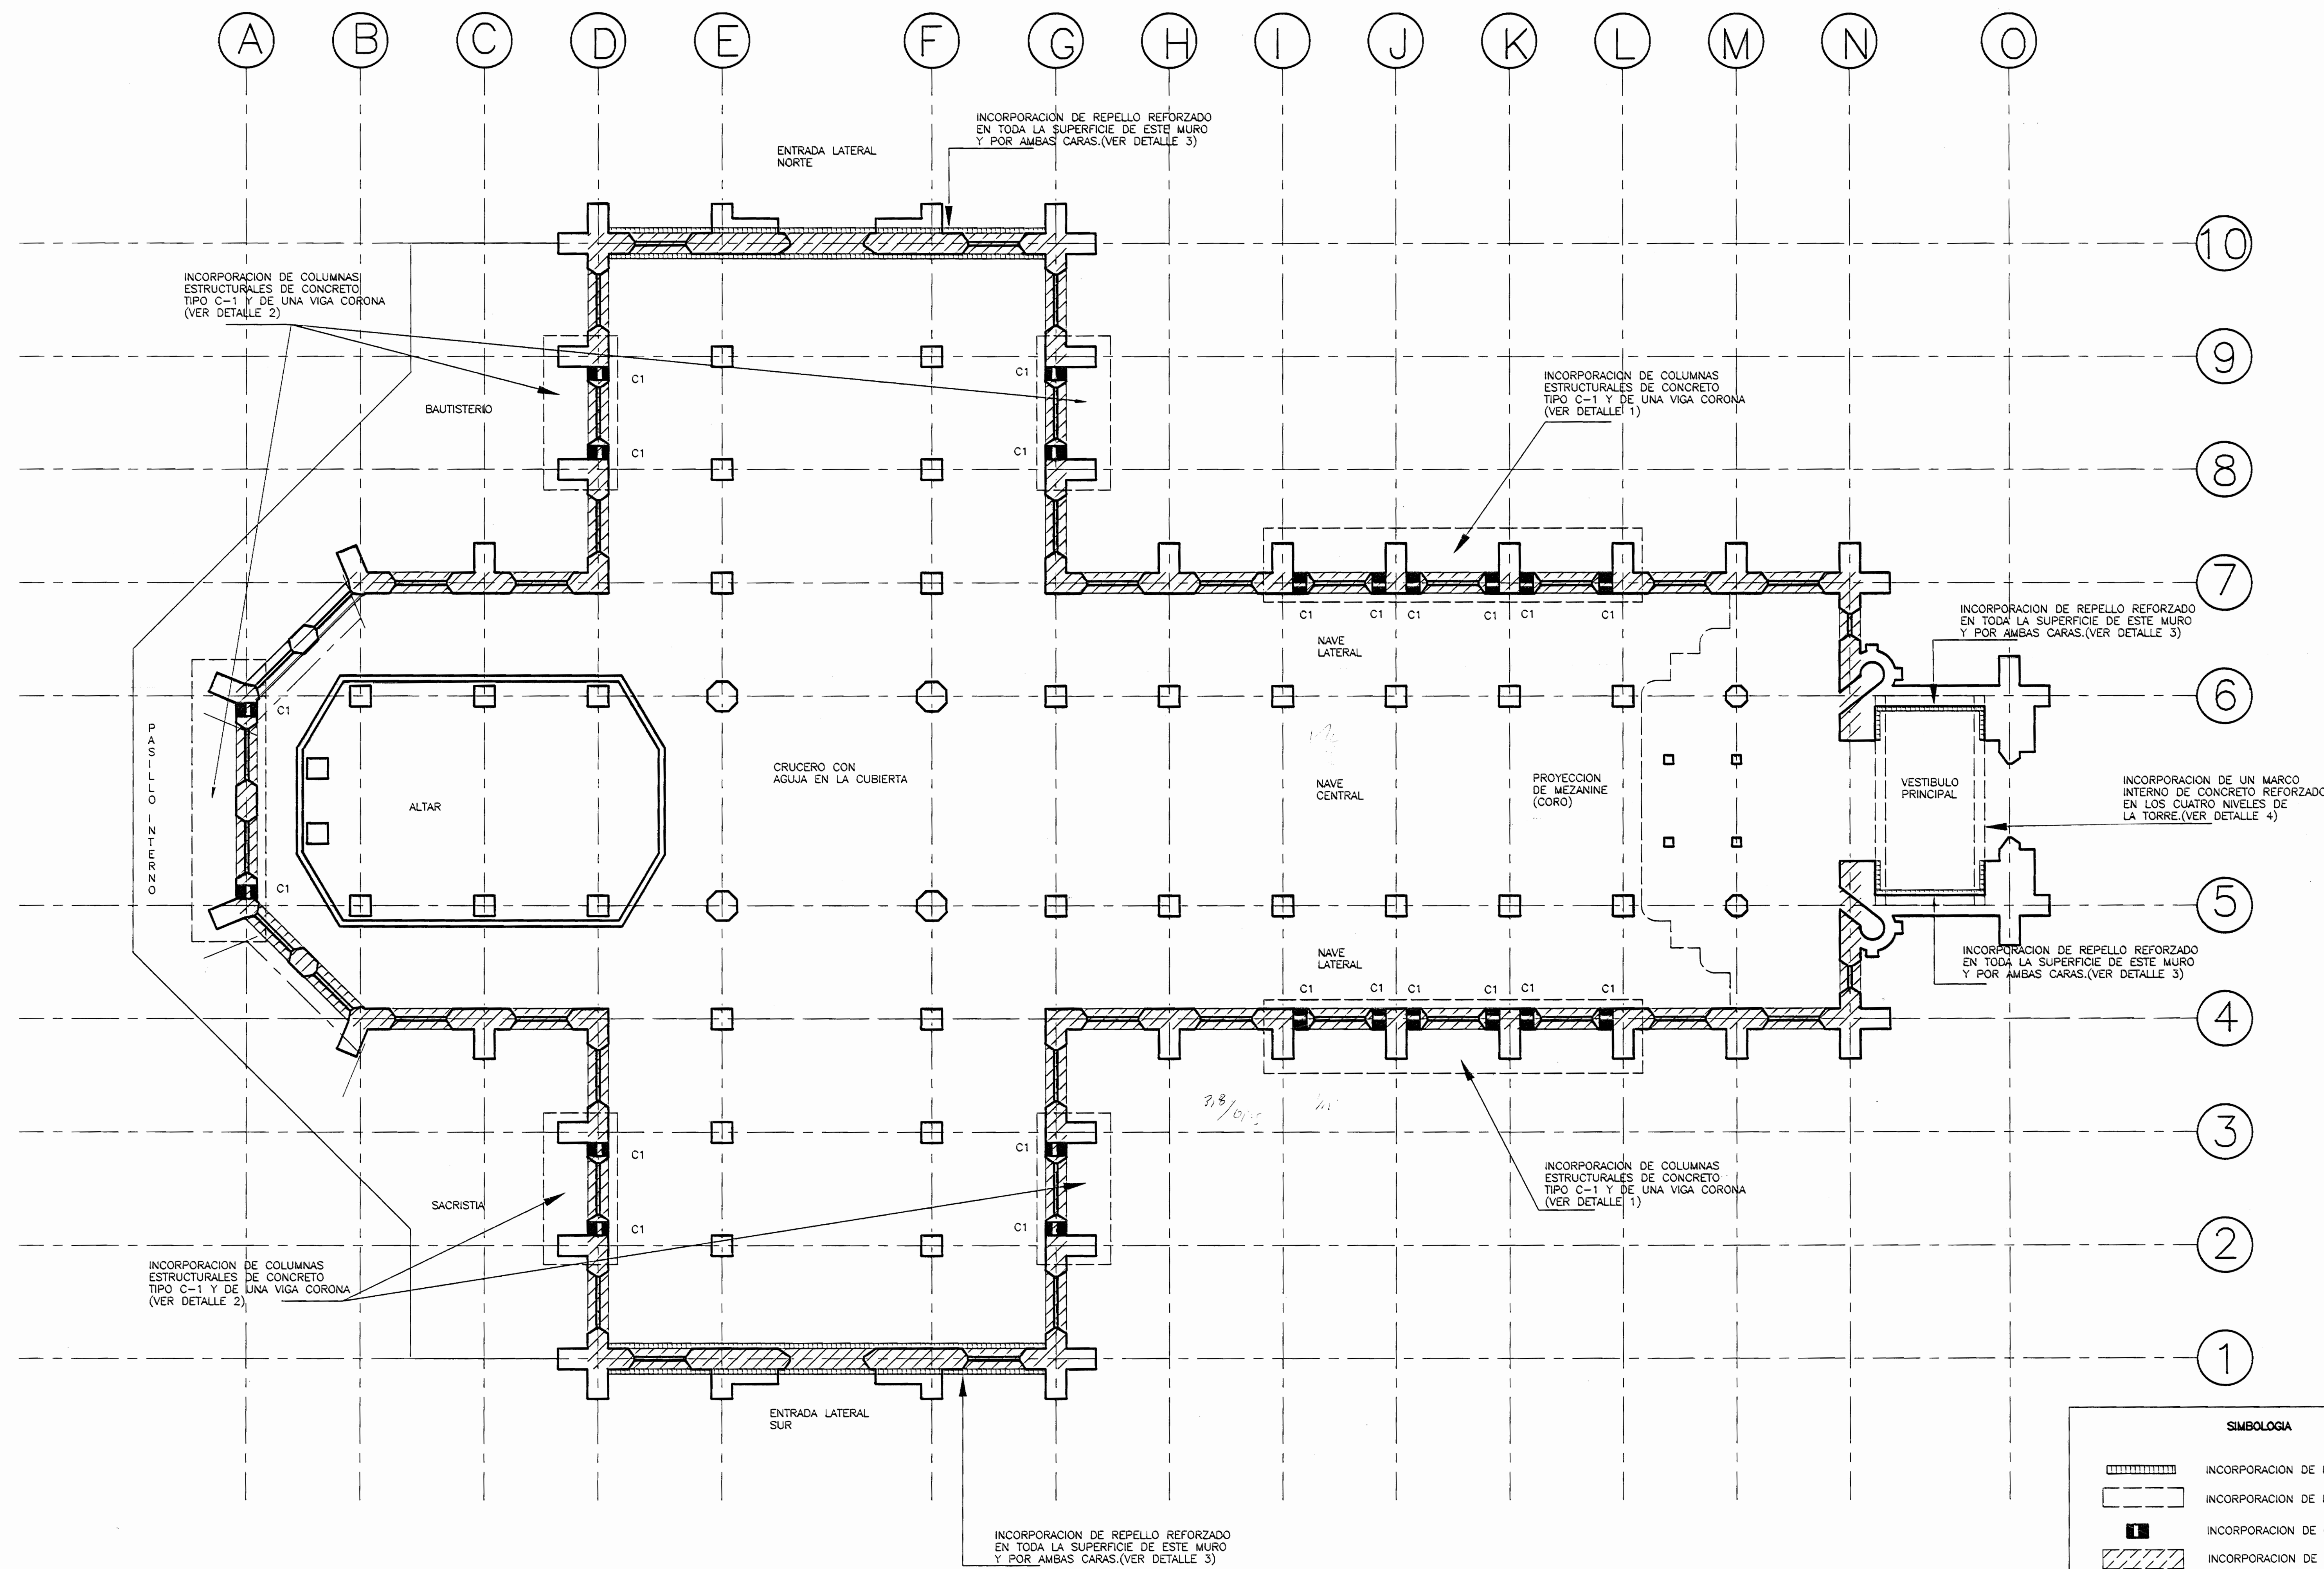 A B C D E F G H I J K L M N O
INCORPORACION DE REPELLO REFORZADO
EN TODA LA SUPERFICIE DE ESTE MURO
Y POR AMBAS CARAS.(VER DETALLE 3)
ENTRADA LATERAL
NORTE
10
INCORPORACION DE COLUMNAS
ESTRUCTURALES DE CONCRETO
TIPO C-1 Y DE UNA VIGA CORONA
(VER DETALLE 2)
9
C1
C1
INCORPORACION DE COLUMNAS
ESTRUCTURALES DE CONCRETO
TIPO C-1 Y DE UNA VIGA CORONA
(VER DETALLE 1)
BAUTISTERIO
C1
C1
8
7
C1 C1 C1 C1 C1 C1
INCORPORACION DE REPELLO REFORZADO
EN TODA LA SUPERFICIE DE ESTE MURO
Y POR AMBAS CARAS.(VER DETALLE 3)
NAVE
LATERAL
6
C1
PASILLO INTERNO
CRUCERO CON
AGUJA EN LA CUBIERTA
ALTAR
NAVE
CENTRAL
PROYECCION
DE MEZANINE
(CORO)
VESTIBULO
PRINCIPAL
INCORPORACION DE UN MARCO
INTERNO DE CONCRETO REFORZADO
EN LOS CUATRO NIVELES DE
LA TORRE.(VER DETALLE 4)
C1
5
NAVE
LATERAL
INCORPORACION DE REPELLO REFORZADO
EN TODA LA SUPERFICIE DE ESTE MURO
Y POR AMBAS CARAS.(VER DETALLE 3)
C1 C1 C1 C1 C1 C1
4
3
C1
C1
INCORPORACION DE COLUMNAS
ESTRUCTURALES DE CONCRETO
TIPO C-1 Y DE UNA VIGA CORONA
(VER DETALLE 1)
SACRISTIA
C1
C1
2
INCORPORACION DE COLUMNAS
ESTRUCTURALES DE CONCRETO
TIPO C-1 Y DE UNA VIGA CORONA
(VER DETALLE 2)
1
ENTRADA LATERAL
SUR
INCORPORACION DE REPELLO REFORZADO
EN TODA LA SUPERFICIE DE ESTE MURO
Y POR AMBAS CARAS.(VER DETALLE 3)
SIMBOLOGIA
INCORPORACION DE
INCORPORACION DE
1 INCORPORACION DE
INCORPORACION DE